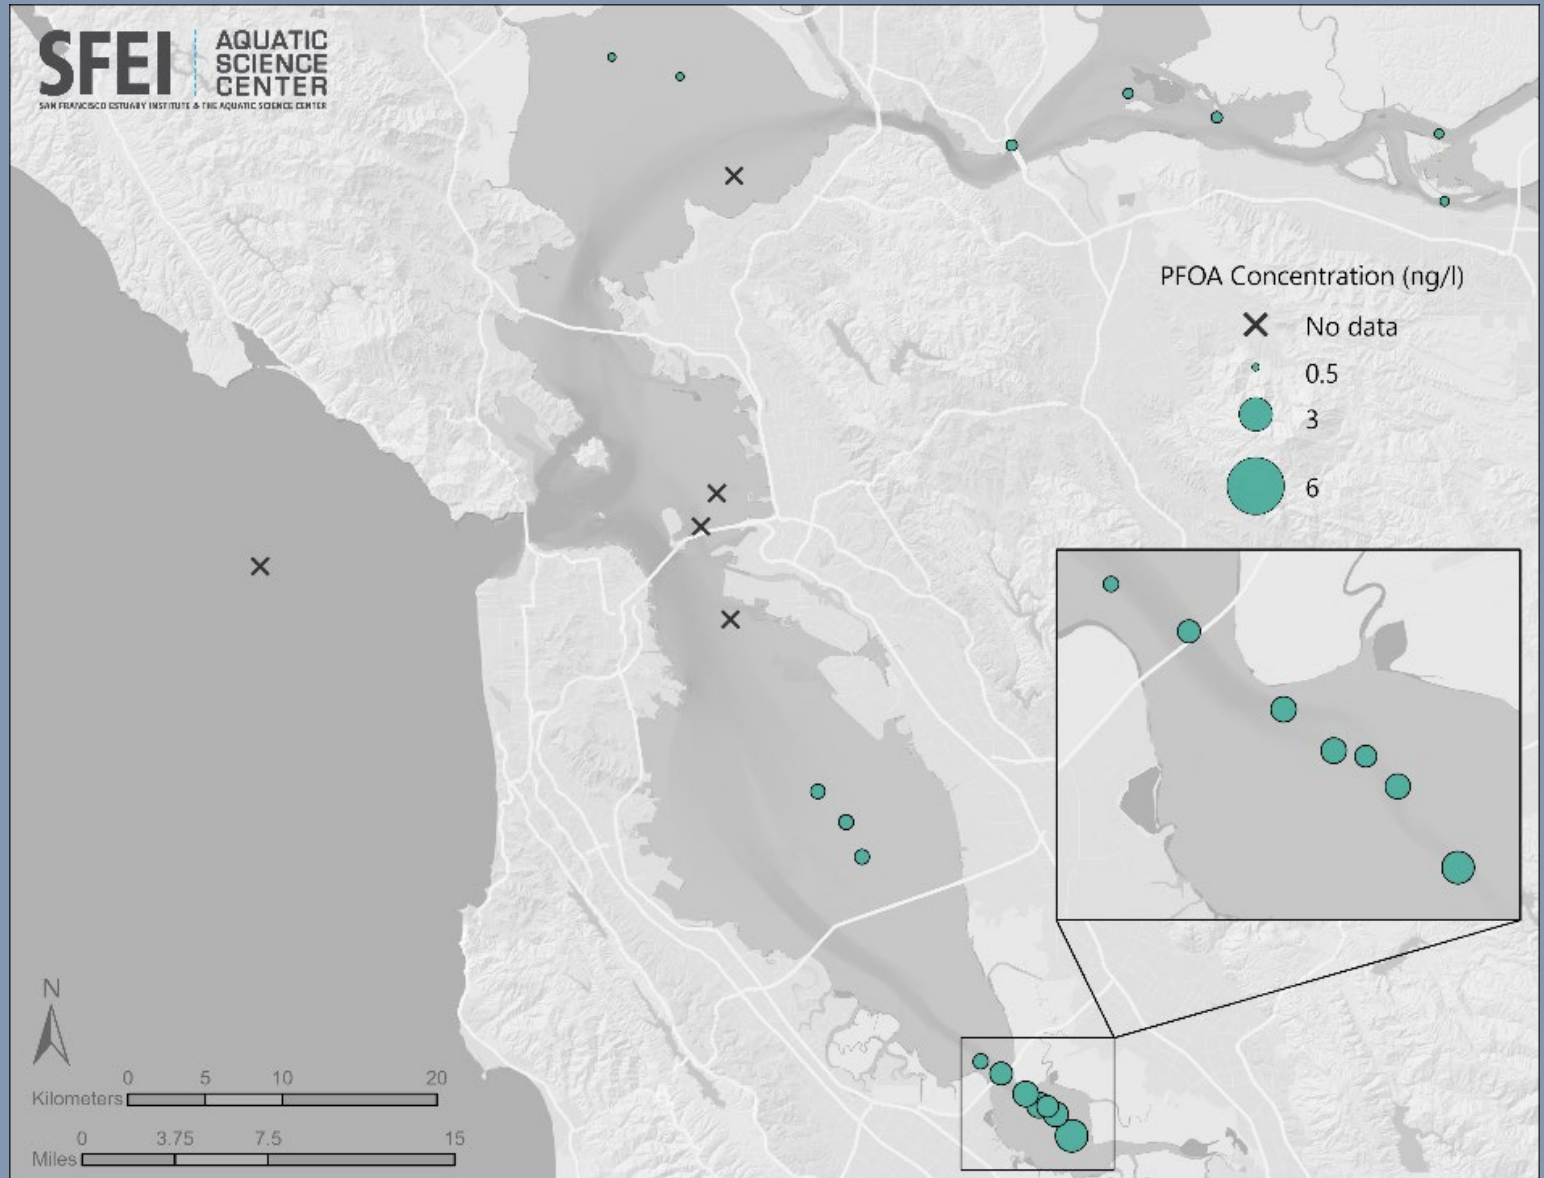 SFEI
AQUATIC
SCIENCE
CENTER
SAN FRANCISCO ESTUARY INSTITUTE & THE AQUATIC SCIENCE CENTER
PFOA Concentration (ng/l)
No data
0.5
3
6
N
0 5 10 20
Kilometers
0 3.75 7.5 15
Miles